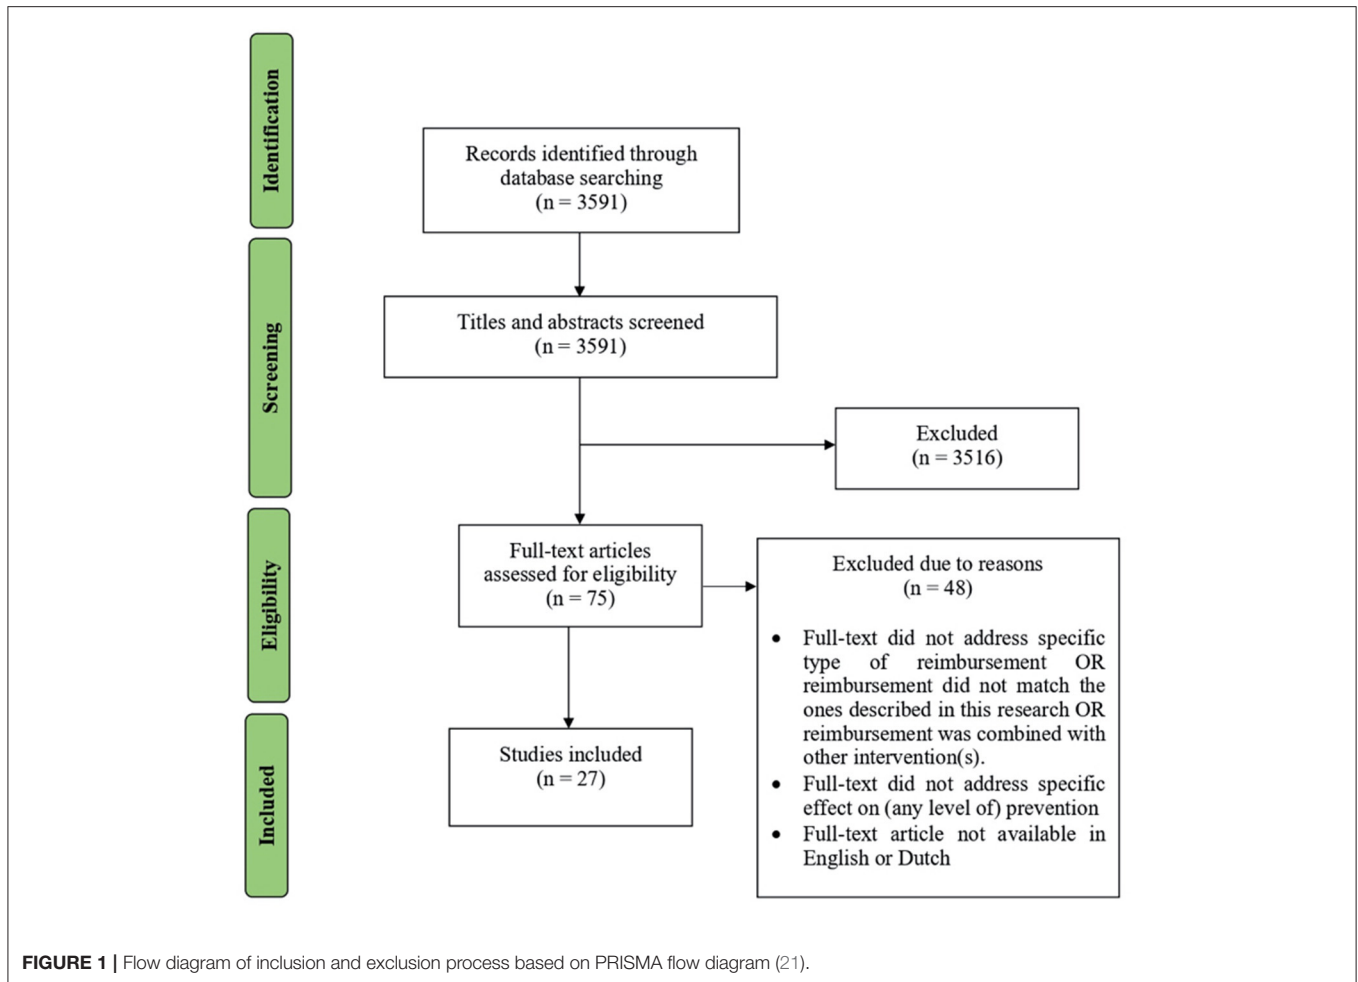 Identification
Records identified through
database searching
(n = 3591)
Screening
Titles and abstracts screened
(n = 3591)
Excluded
(n = 3516)
Eligibility
Full-text articles
assessed for eligibility
(n = 75)
Excluded due to reasons
(n = 48)
• Full-text did not address specific
type of reimbursement OR
reimbursement did not match the
ones described in this research OR
reimbursement was combined with
other intervention(s).
• Full-text did not address specific
effect on (any level of) prevention
• Full-text article not available in
English or Dutch
Included
Studies included
(n = 27)
FIGURE 1 | Flow diagram of inclusion and exclusion process based on PRISMA flow diagram (21).